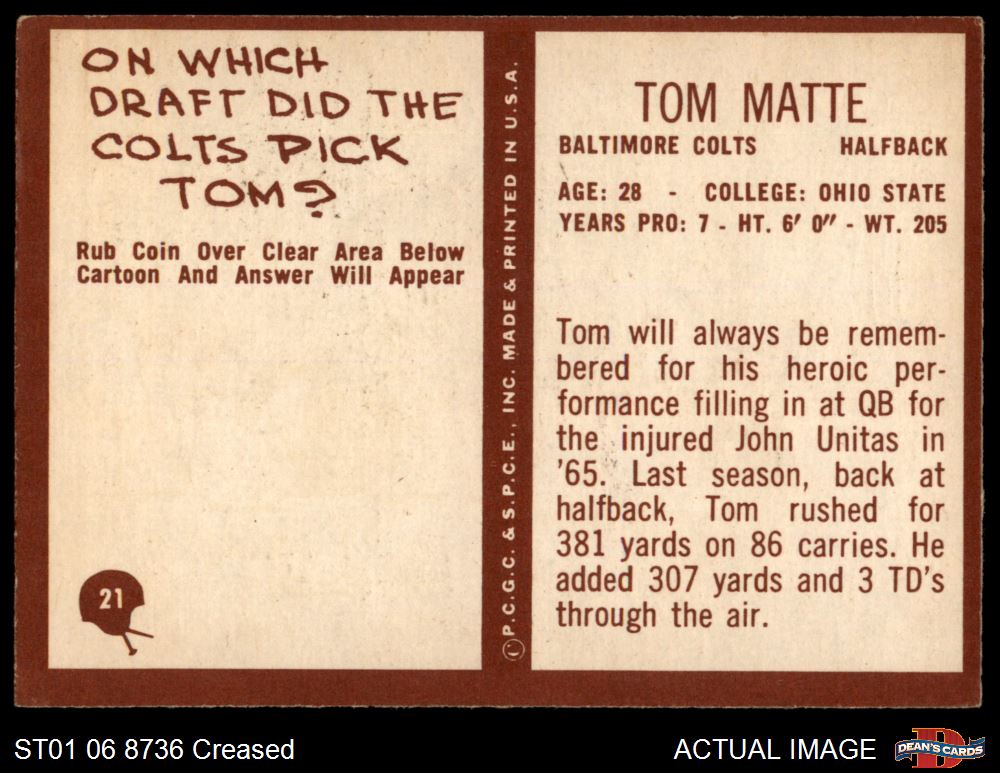 ON WHICH
DRAFT DID THE
COLTS PICK
TOM?
Rub Coin Over Clear Area Below
Cartoon And Answer Will Appear
21
©P.C.G.C. & S.P.C.E., INC. MADE & PRINTED IN U.S.A.
TOM MATTE
BALTIMORE COLTS HALFBACK
AGE: 28 - COLLEGE: OHIO STATE
YEARS PRO: 7 - HT. 6' 0" - WT. 205
Tom will always be remem-
bered for his heroic per-
formance filling in at QB for
the injured John Unitas in
'65. Last season, back at
halfback, Tom rushed for
381 yards on 86 carries. He
added 307 yards and 3 TD's
through the air.
ST01 06 8736 Creased
ACTUAL IMAGE
DEAN'S CARDS